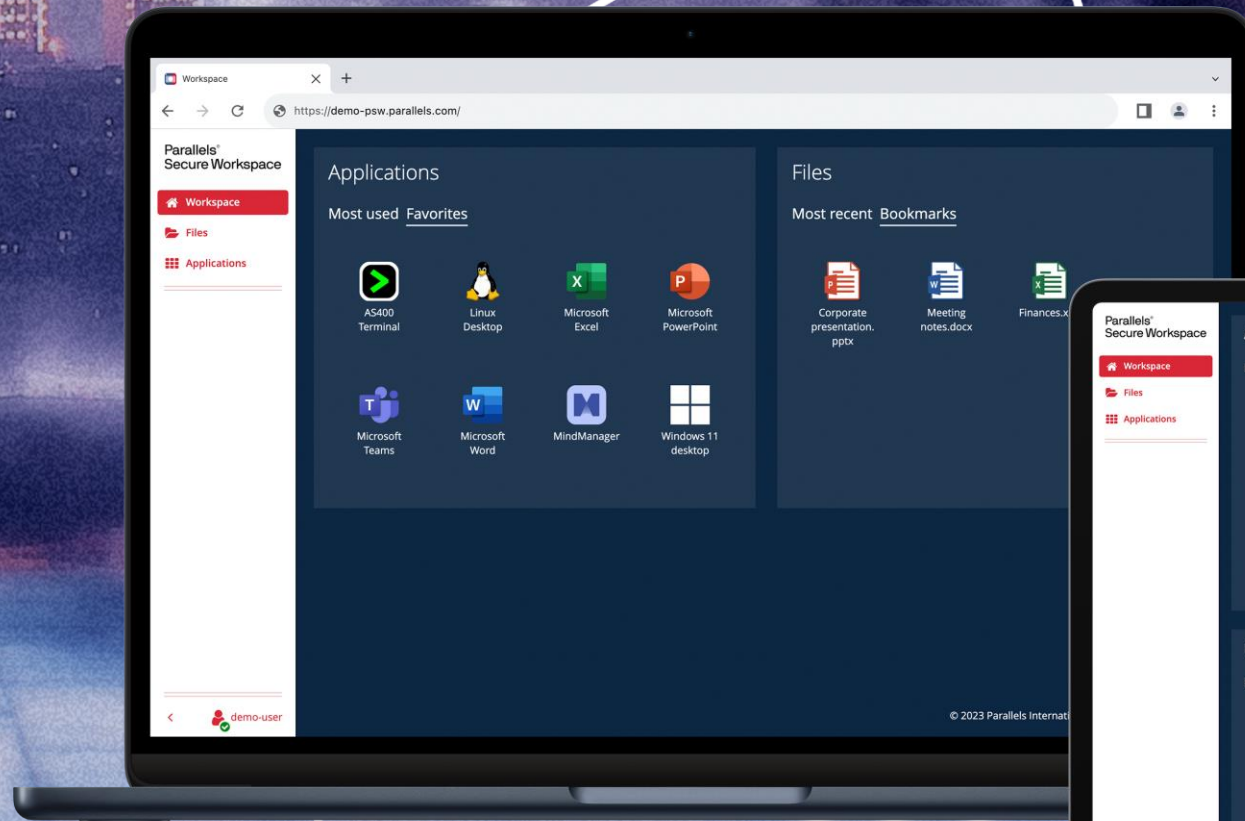 Workspace
https://demo-psw.parallels.com/
Parallels®
Secure Workspace
Workspace
Files
Applications
demo-user
Applications
Most used Favorites
AS400
Terminal
Linux
Desktop
Microsoft
Excel
Microsoft
PowerPoint
Microsoft
Teams
Microsoft
Word
MindManager
Windows 11
desktop
Files
Most recent Bookmarks
Corporate
presentation.
pptx
Meeting
notes.docx
Finances.x
© 2023 Parallels Internati
Parallels®
Secure Workspace
Workspace
Files
Applications